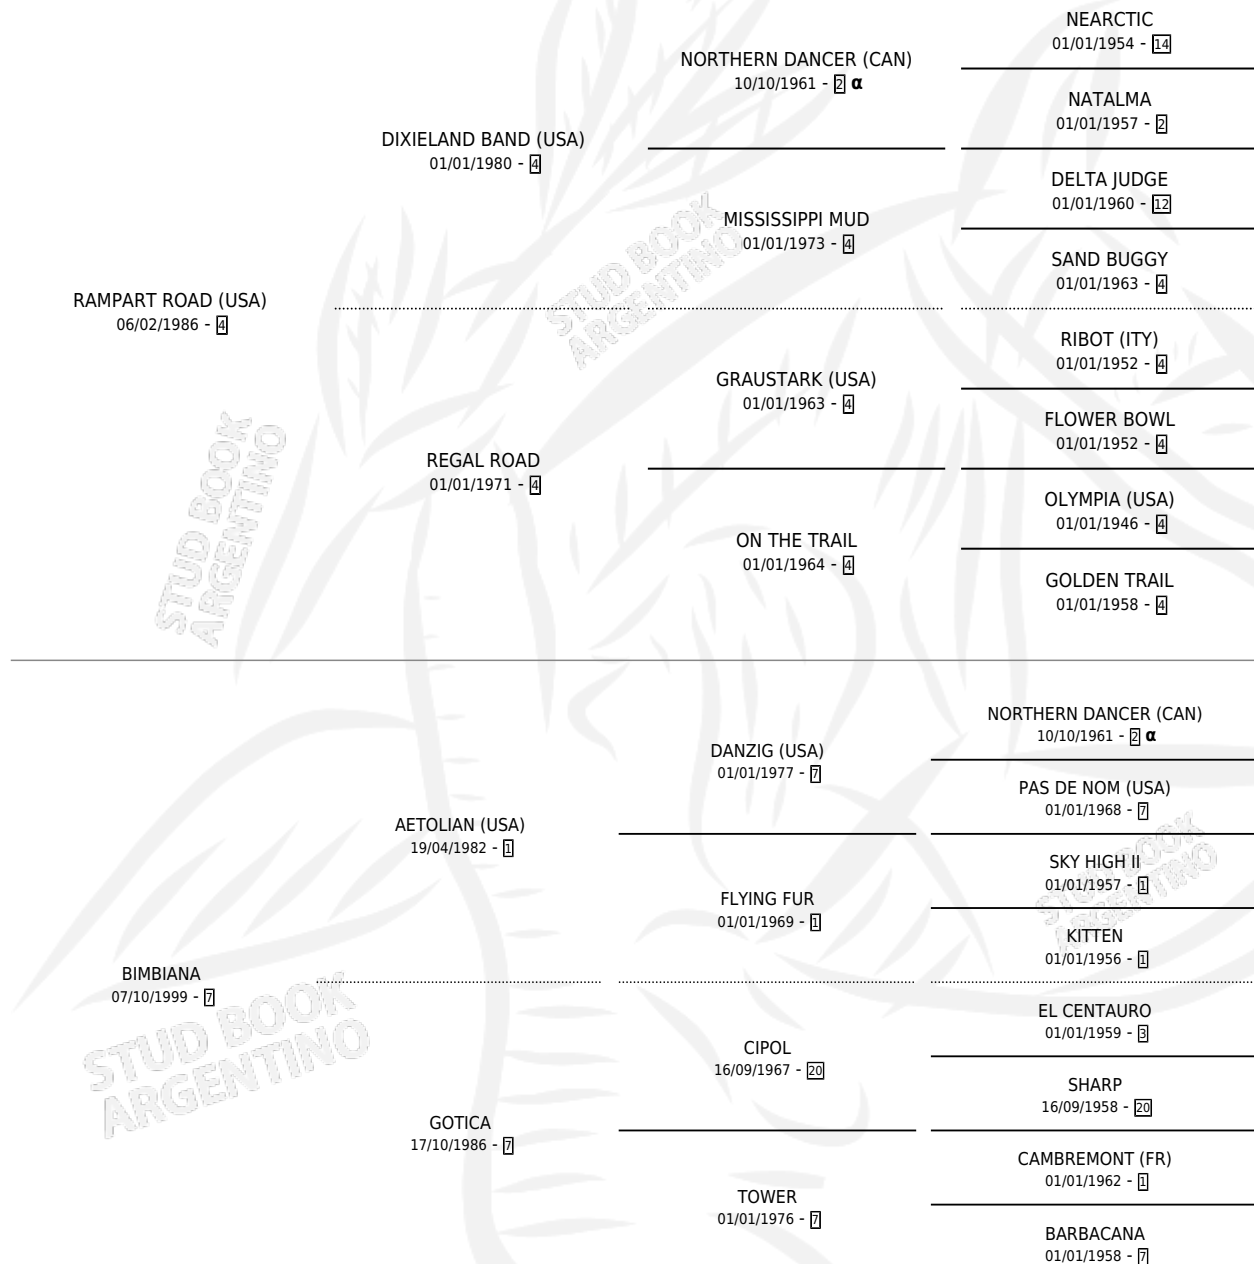 NEARCTIC
01/01/1954 - 14
NORTHERN DANCER (CAN)
10/10/1961 - 2 α
NATALMA
01/01/1957 - 2
DIXIELAND BAND (USA)
01/01/1980 - 4
DELTA JUDGE
01/01/1960 - 12
MISSISSIPPI MUD
01/01/1973 - 4
SAND BUGGY
01/01/1963 - 4
RAMPART ROAD (USA)
06/02/1986 - 4
RIBOT (ITY)
01/01/1952 - 4
GRAUSTARK (USA)
01/01/1963 - 4
FLOWER BOWL
01/01/1952 - 4
REGAL ROAD
01/01/1971 - 4
OLYMPIA (USA)
01/01/1946 - 4
ON THE TRAIL
01/01/1964 - 4
GOLDEN TRAIL
01/01/1958 - 4
STUD BOOK
ARGENTINO
STUD BOOK
ARGENTINO
NORTHERN DANCER (CAN)
10/10/1961 - 2 α
DANZIG (USA)
01/01/1977 - 7
PAS DE NOM (USA)
01/01/1968 - 7
AETOLIAN (USA)
19/04/1982 - 1
SKY HIGH II
01/01/1957 - 1
FLYING FUR
01/01/1969 - 1
KITTEN
01/01/1956 - 1
STUD BOOK
ARGENTINO
BIMBIANA
07/10/1999 - 7
EL CENTAURO
01/01/1959 - 3
CIPOL
16/09/1967 - 20
SHARP
16/09/1958 - 20
GOTICA
17/10/1986 - 7
CAMBREMONT (FR)
01/01/1962 - 1
TOWER
01/01/1976 - 7
BARBACANA
01/01/1958 - 7
STUD BOOK
ARGENTINO